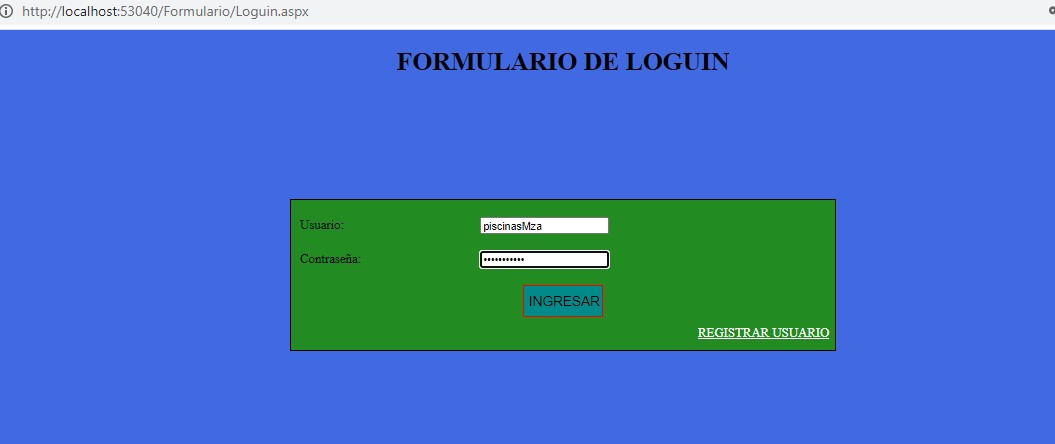 http://localhost:53040/Formulario/Loguin.aspx
FORMULARIO DE LOGUIN
Usuario: piscinasMza
Contraseña: •••••••••••
INGRESAR
REGISTRAR USUARIO